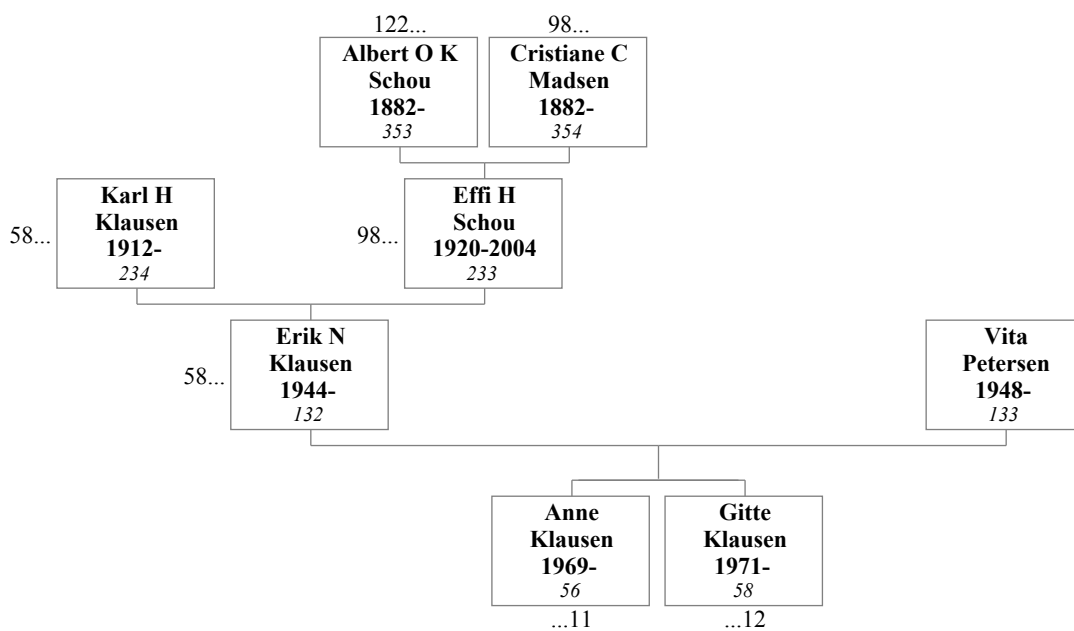 122...
Albert O K
Schou
1882-
353
98...
Cristiane C
Madsen
1882-
354
58...
Karl H
Klausen
1912-
234
98...
Effi H
Schou
1920-2004
233
58...
Erik N
Klausen
1944-
132
Vita
Petersen
1948-
133
Anne
Klausen
1969-
56
...11
Gitte
Klausen
1971-
58
...12